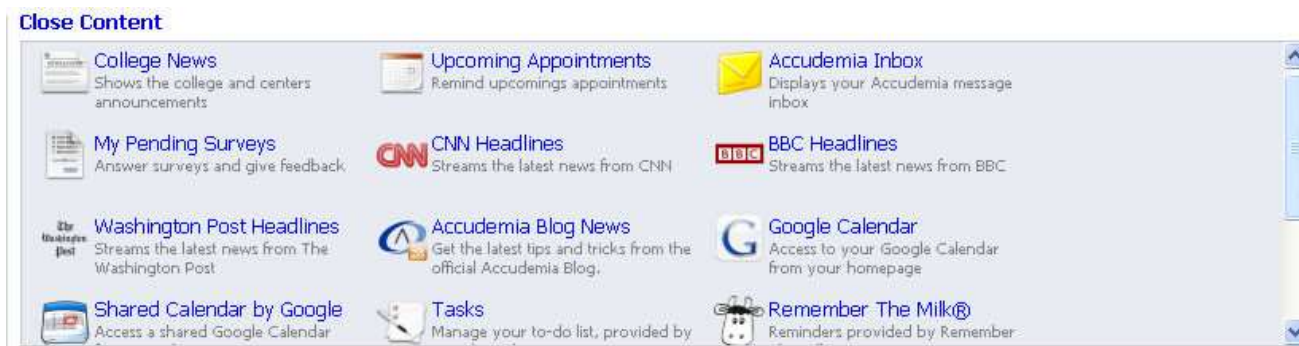 Close Content
College News
Shows the college and centers
announcements
Upcoming Appointments
Remind upcomings appointments
Accudemia Inbox
Displays your Accudemia message
inbox
My Pending Surveys
Answer surveys and give feedback
CNN
CNN Headlines
Streams the latest news from CNN
BBC
BBC Headlines
Streams the latest news from BBC
The
Washington
Post
Washington Post Headlines
Streams the latest news from The
Washington Post
Accudemia Blog News
Get the latest tips and tricks from the
official Accudemia Blog.
G
Google Calendar
Access to your Google Calendar
from your homepage
Shared Calendar by Google
Access a shared Google Calendar
Tasks
Manage your to-do list, provided by
Remember The Milk®
Reminders provided by Remember